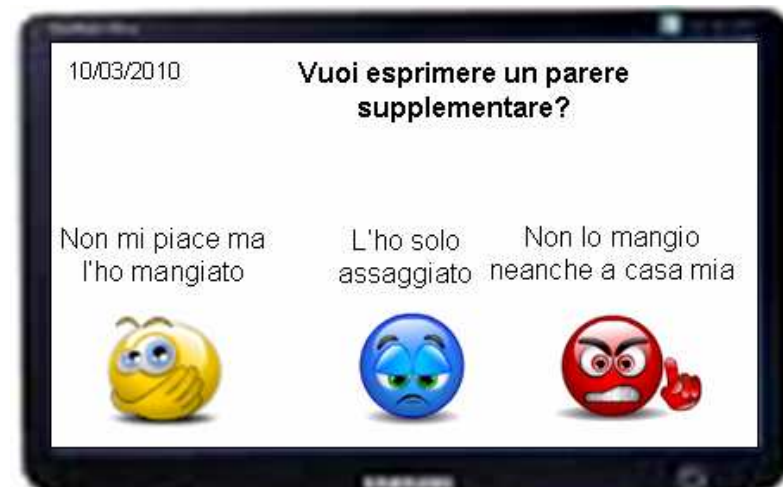 10/03/2010
Vuoi esprimere un parere
supplementare?
Non mi piace ma
l'ho mangiato
L'ho solo
assaggiato
Non lo mangio
neanche a casa mia